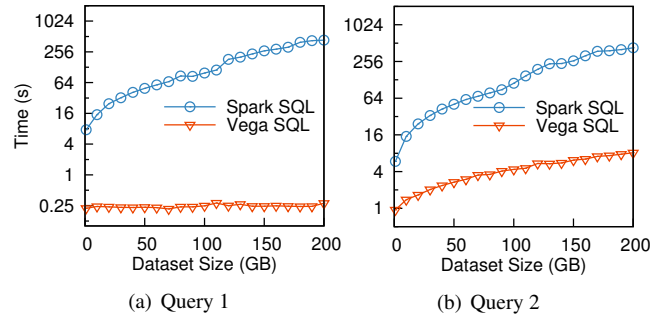 1024
256
64
16
4
1
0.25
Time (s)
Spark SQL
Vega SQL
0 50 100 150 200
Dataset Size (GB)
(a) Query 1
1024
256
64
16
4
1
Spark SQL
Vega SQL
0 50 100 150 200
Dataset Size (GB)
(b) Query 2